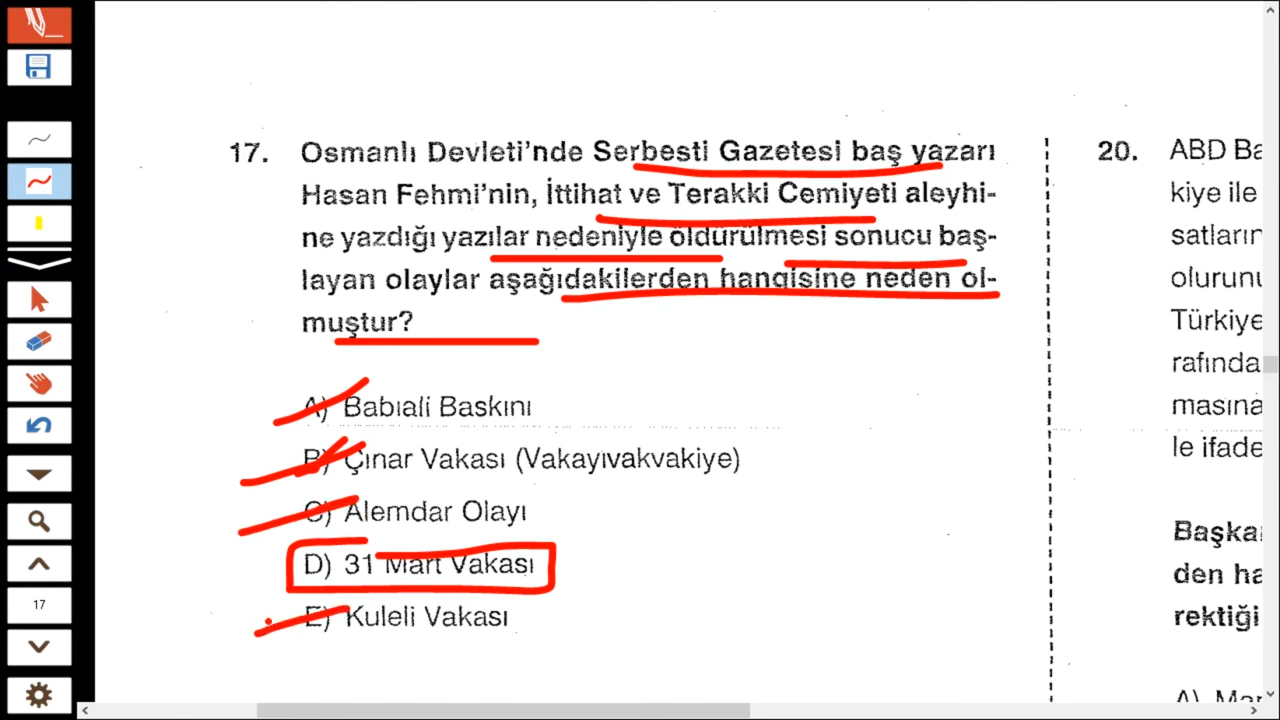 17. Osmanlı Devleti'nde Serbesti Gazetesi baş yazarı
Hasan Fehmi'nin, İttihat ve Terakki Cemiyeti aleyhi-
ne yazdığı yazılar nedeniyle öldürülmesi sonucu baş-
layan olaylar aşağıdakilerden hangisine neden ol-
muştur?
A) Babıali Baskını
B) Çınar Vakası (Vakayıvakvakiye)
C) Alemdar Olayı
D) 31 Mart Vakası
E) Kuleli Vakası
20. ABD Ba
kiye ile
satların
olurunu
Türkiye
rafında
masına
le ifade
Başka
den ha
rektiği
A) Mar
17